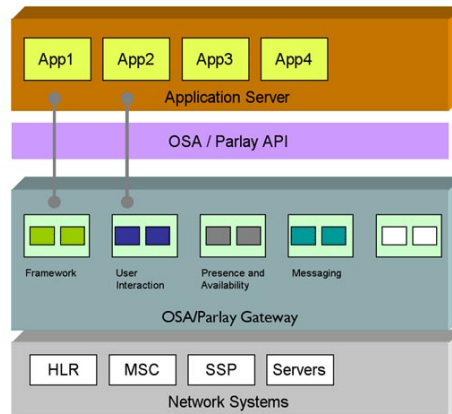 App1 App2 App3 App4
Application Server
OSA / Parlay API
Framework
User
Interaction
Presence and
Availability
Messaging
OSA/Parlay Gateway
HLR MSC SSP Servers
Network Systems